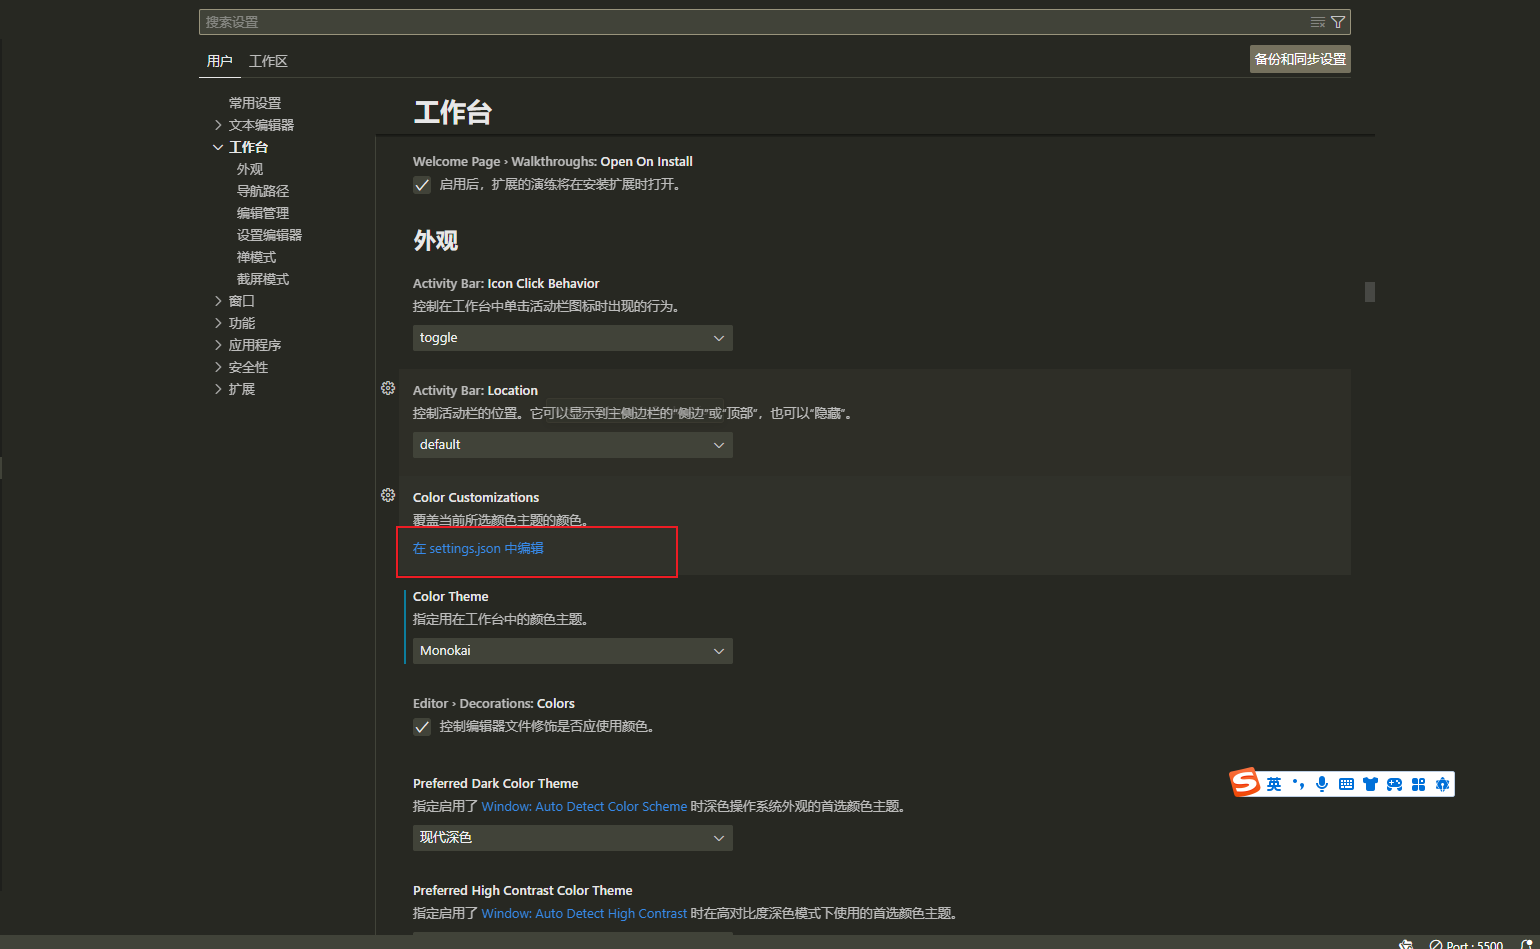 搜索设置
用户
工作区
备份和同步设置
常用设置
文本编辑器
工作台
外观
导航路径
编辑管理
设置编辑器
禅模式
截屏模式
窗口
功能
应用程序
安全性
扩展
工作台
Welcome Page › Walkthroughs: Open On Install
启用后，扩展的演练将在安装扩展时打开。
外观
Activity Bar: Icon Click Behavior
控制在工作台中单击活动栏图标时出现的行为。
toggle
Activity Bar: Location
控制活动栏的位置。它可以显示到主侧边栏的“侧边”或“顶部”，也可以“隐藏”。
default
Color Customizations
覆盖当前所选颜色主题的颜色。
在 settings.json 中编辑
Color Theme
指定用在工作台中的颜色主题。
Monokai
Editor › Decorations: Colors
控制编辑器文件修饰是否应使用颜色。
Preferred Dark Color Theme
指定启用了 Window: Auto Detect Color Scheme 时深色操作系统外观的首选颜色主题。
现代深色
Preferred High Contrast Color Theme
指定启用了 Window: Auto Detect High Contrast 时在高对比度深色模式下使用的首选颜色主题。
英
Port : 5500